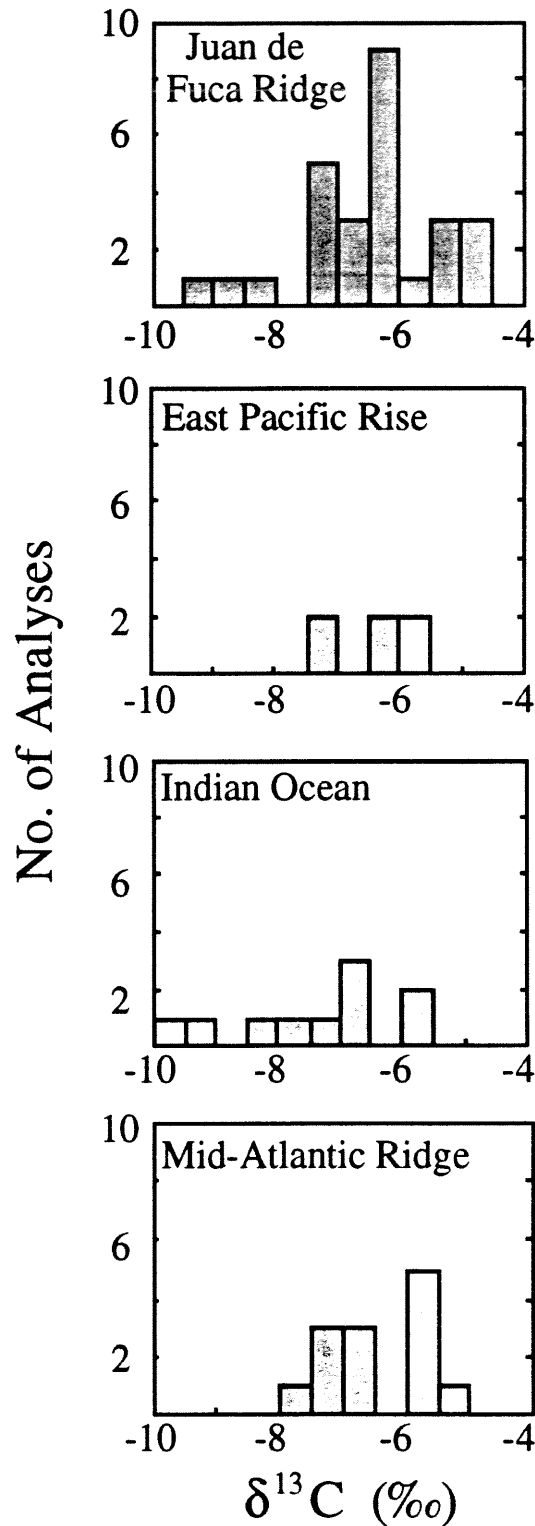 10
Juan de
Fuca Ridge
6
2
-10 -8 -6 -4
10
East Pacific Rise
6
2
-10 -8 -6 -4
10
Indian Ocean
6
2
-10 -8 -6 -4
10
Mid-Atlantic Ridge
6
2
-10 -8 -6 -4
No. of Analyses
δ¹³C (‰)